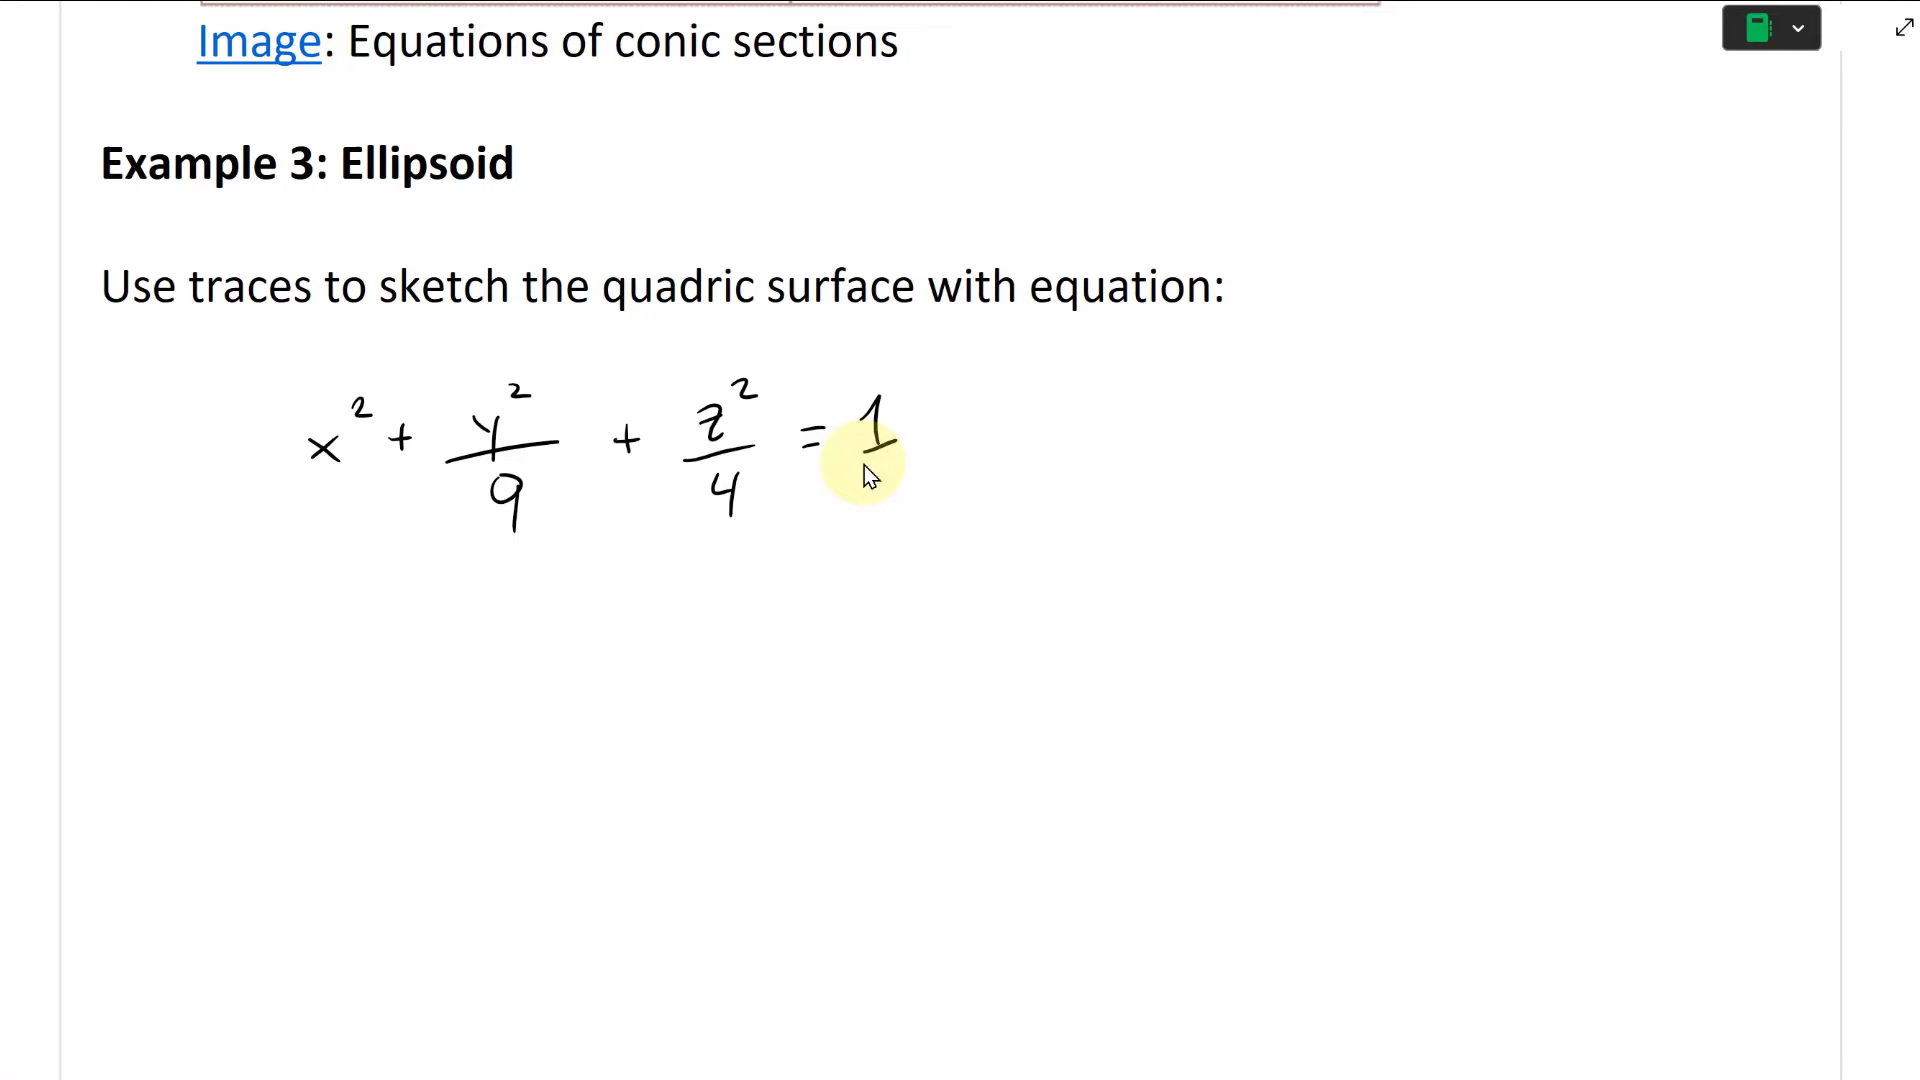 Image: Equations of conic sections
Example 3: Ellipsoid
Use traces to sketch the quadric surface with equation:
x² + y²/9 + z²/4 = 1